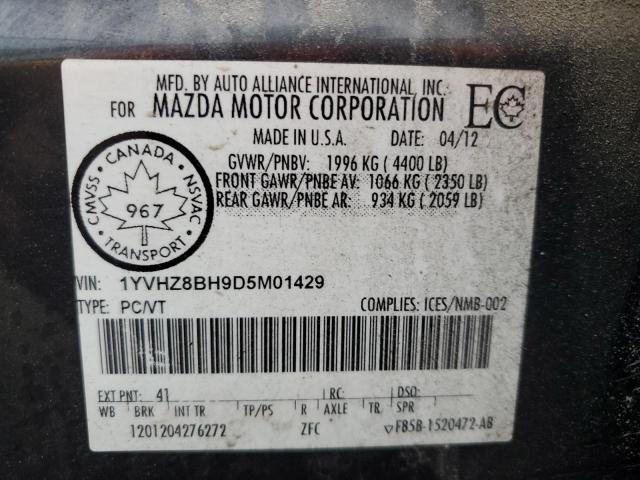 MFD. BY AUTO ALLIANCE INTERNATIONAL, INC.
FOR MAZDA MOTOR CORPORATION
EC
MADE IN U.S.A. DATE: 04/12
GVWR/PNBV: 1996 KG ( 4400 LB)
FRONT GAWR/PNBE AV: 1066 KG ( 2350 LB)
REAR GAWR/PNBE AR: 934 KG ( 2059 LB)
CANADA
CMVSS NSVAC
967
TRANSPORT
VIN: 1YVHZ8BH9D5M01429
TYPE: PC/VT COMPLIES: ICES/NMB-002
EXT PNT: 41 RC: DSO:
WB BRK INT TR TP/PS R AXLE TR SPR
1201204276272 ZFC F85B-1520472-AB